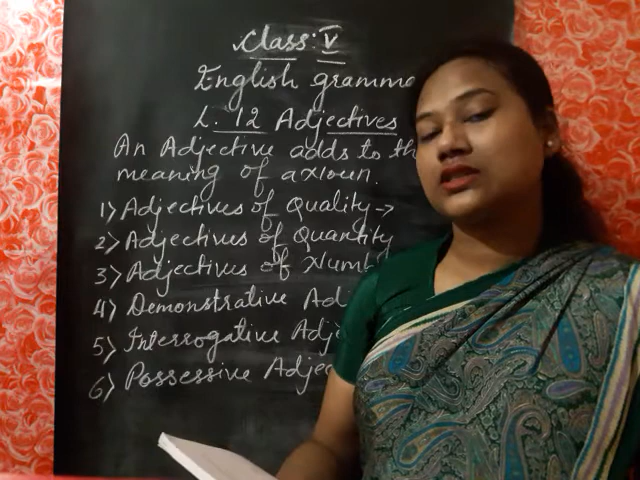 Class: V
English gramma
L. 12 Adjectives
An Adjective adds to th
meaning of a noun.
1) Adjectives of Quality →
2) Adjectives of Quantity
3) Adjectives of Numb
4) Demonstrative Ad
5) Interrogative Adje
6) Possessive Adjec